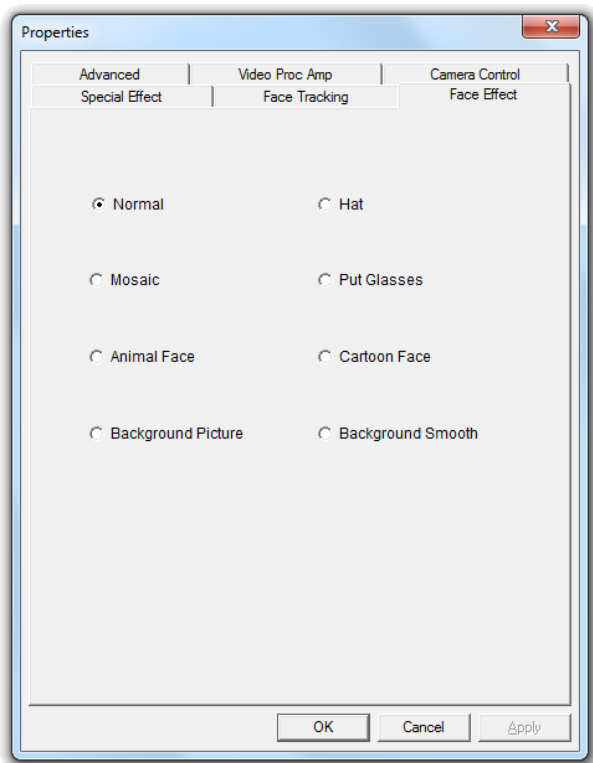 Properties
Advanced Video Proc Amp Camera Control
Special Effect Face Tracking Face Effect
Normal Hat
Mosaic Put Glasses
Animal Face Cartoon Face
Background Picture Background Smooth
OK Cancel Apply